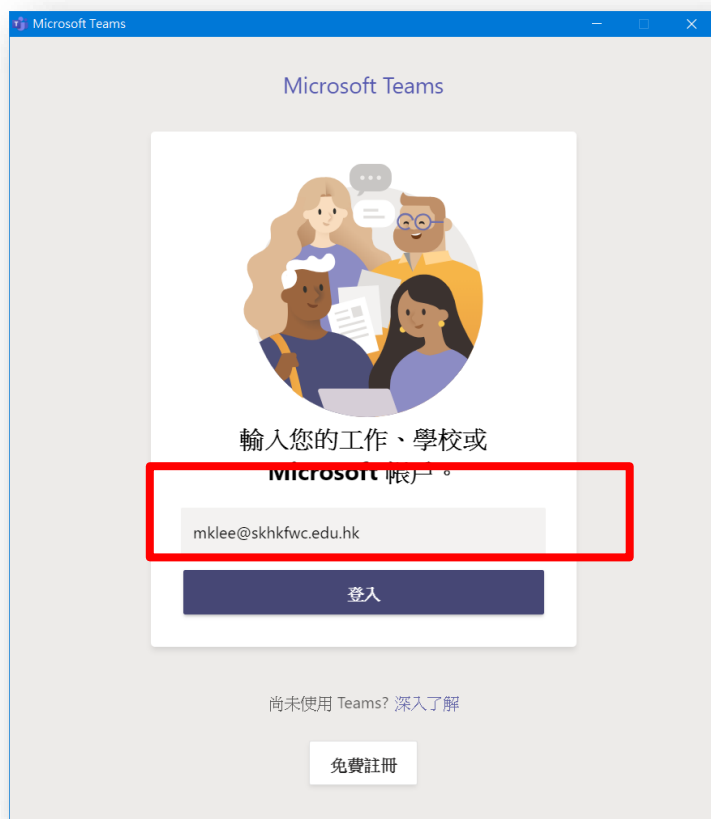 Microsoft Teams
Microsoft Teams
輸入您的工作、學校或
Microsoft 帳戶。
mklee@skhkfwc.edu.hk
登入
尚未使用 Teams? 深入了解
免費註冊